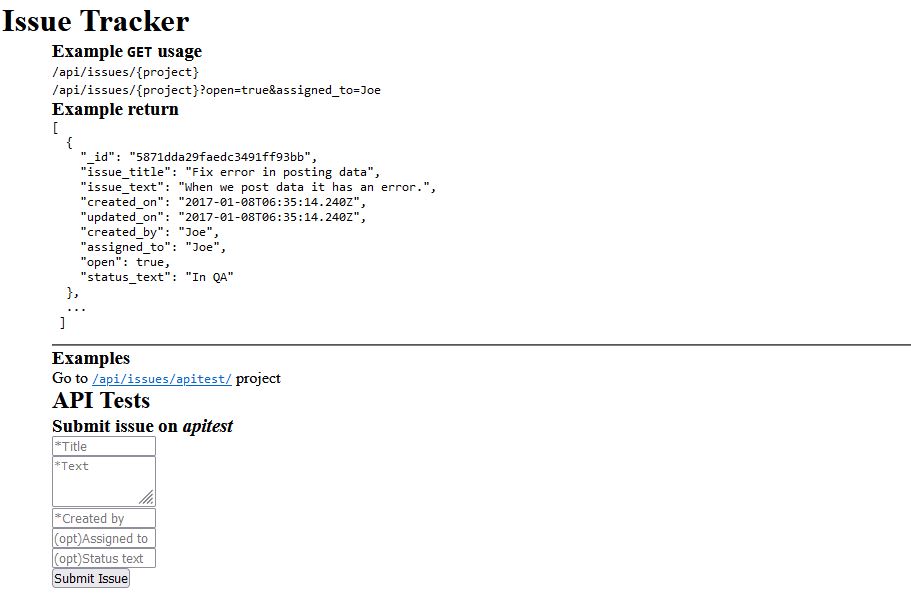 Issue Tracker
Example GET usage
/api/issues/{project}
/api/issues/{project}?open=true&assigned_to=Joe
Example return
[
  {
    "_id": "5871dda29faedc3491ff93bb",
    "issue_title": "Fix error in posting data",
    "issue_text": "When we post data it has an error.",
    "created_on": "2017-01-08T06:35:14.240Z",
    "updated_on": "2017-01-08T06:35:14.240Z",
    "created_by": "Joe",
    "assigned_to": "Joe",
    "open": true,
    "status_text": "In QA"
  },
  ...
 ]
Examples
Go to /api/issues/apitest/ project
API Tests
Submit issue on apitest
*Title
*Text
*Created by
(opt)Assigned to
(opt)Status text
Submit Issue